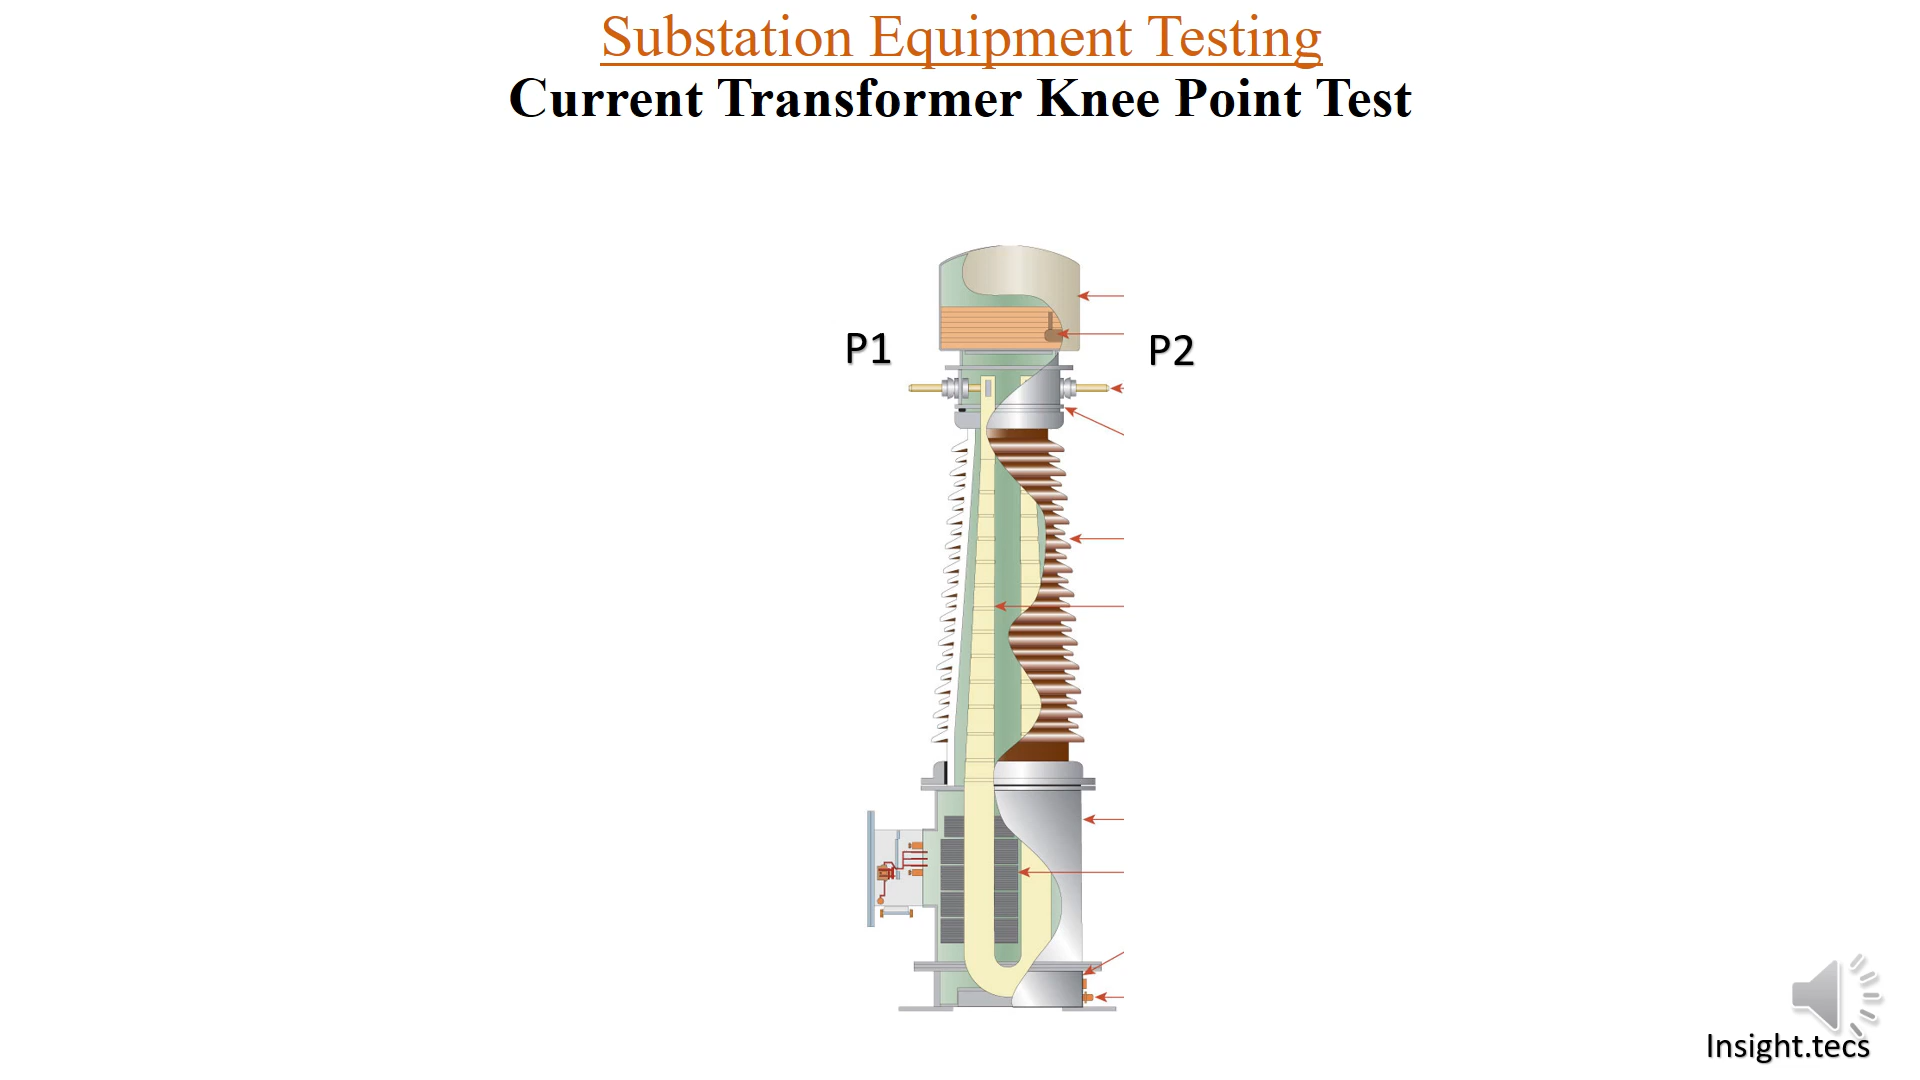 Substation Equipment Testing
Current Transformer Knee Point Test
P1
P2
Insight.tecs